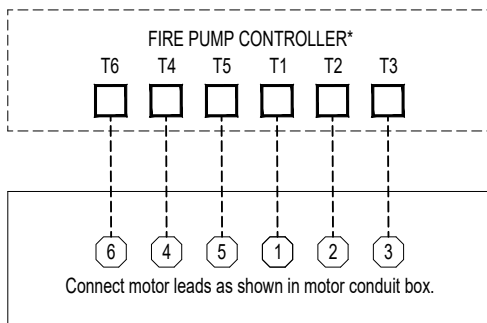 FIRE PUMP CONTROLLER*
T6 T4 T5 T1 T2 T3
6 4 5 1 2 3
Connect motor leads as shown in motor conduit box.